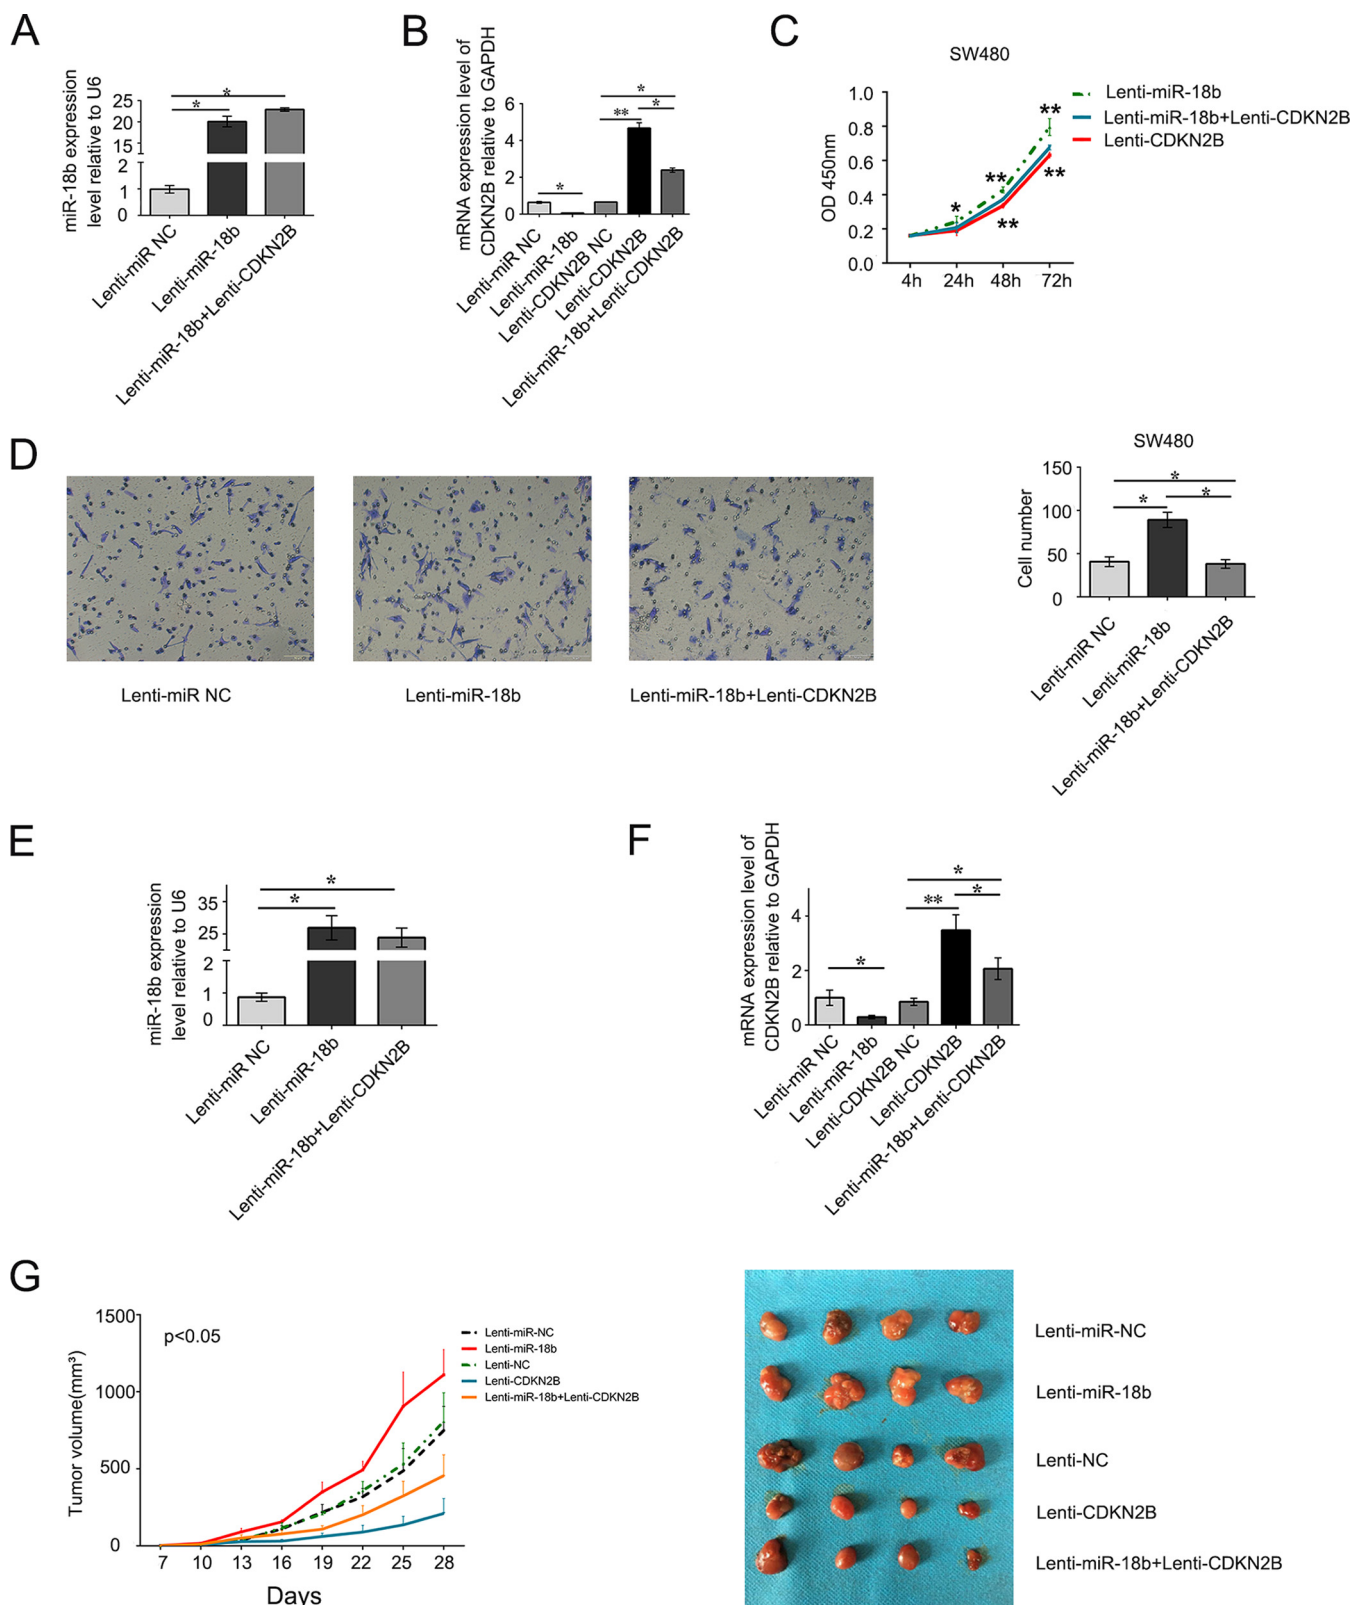 A
miR-18b expression
level relative to U6
25
20
15
2
1
0
*
*
Lenti-miR NC
Lenti-miR-18b
Lenti-miR-18b+Lenti-CDKN2B
B
mRNA expression level of
CDKN2B relative to GAPDH
6
4
2
0
*
**
*
*
Lenti-miR NC
Lenti-miR-18b
Lenti-CDKN2B NC
Lenti-CDKN2B
Lenti-miR-18b+Lenti-CDKN2B
C
SW480
OD 450nm
1.0
0.8
0.6
0.4
0.2
0.0
4h
24h
48h
72h
*
**
**
**
**
Lenti-miR-18b
Lenti-miR-18b+Lenti-CDKN2B
Lenti-CDKN2B
D
Lenti-miR NC
Lenti-miR-18b
Lenti-miR-18b+Lenti-CDKN2B
SW480
Cell number
150
100
50
0
*
*
*
Lenti-miR NC
Lenti-miR-18b
Lenti-miR-18b+Lenti-CDKN2B
E
miR-18b expression
level relative to U6
35
25
2
1
0
*
*
Lenti-miR NC
Lenti-miR-18b
Lenti-miR-18b+Lenti-CDKN2B
F
mRNA expression level of
CDKN2B relative to GAPDH
4
2
0
*
**
*
*
Lenti-miR NC
Lenti-miR-18b
Lenti-CDKN2B NC
Lenti-CDKN2B
Lenti-miR-18b+Lenti-CDKN2B
G
Tumor volume(mm³)
1500
1000
500
0
p<0.05
7
10
13
16
19
22
25
28
Days
Lenti-miR-NC
Lenti-miR-18b
Lenti-NC
Lenti-CDKN2B
Lenti-miR-18b+Lenti-CDKN2B
Lenti-miR-NC
Lenti-miR-18b
Lenti-NC
Lenti-CDKN2B
Lenti-miR-18b+Lenti-CDKN2B